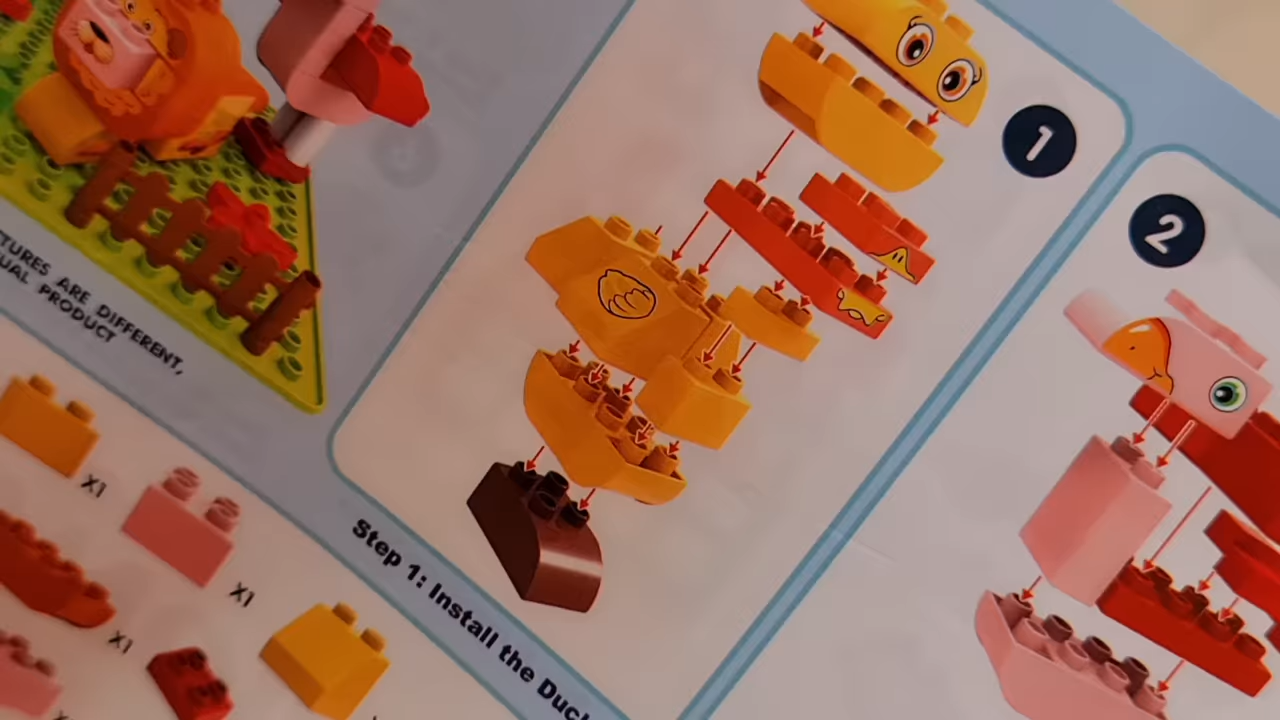 TURES ARE DIFFERENT,
UAL PRODUCT
1
2
X1
X1
X1
Step 1: Install the Duc